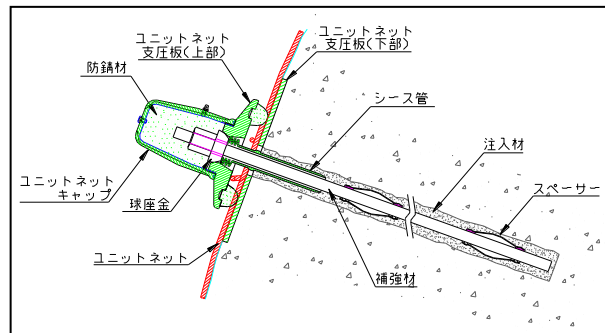 ユニットネット
支圧板(上部)
ユニットネット
支圧板(下部)
防錆材
シース管
注入材
スペーサー
ユニットネット
キャップ
球座金
ユニットネット
補強材